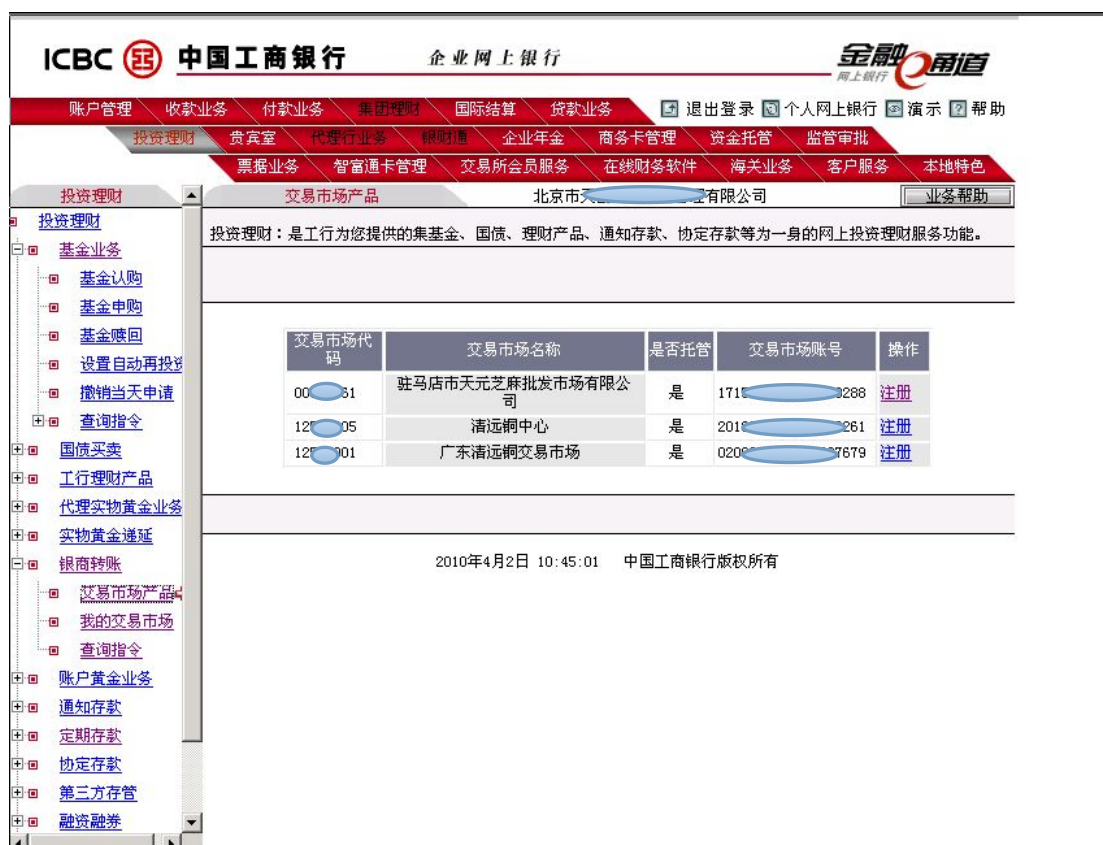 ICBC 中国工商银行 企业网上银行 金融e通道
网上银行
账户管理 收款业务 付款业务 集团理财 国际结算 贷款业务 退出登录 个人网上银行 演示 帮助
投资理财 贵宾室 代理行业务 银财通 企业年金 商务卡管理 资金托管 监管审批
票据业务 智富通卡管理 交易所会员服务 在线财务软件 海关业务 客户服务 本地特色
投资理财 交易市场产品 北京市 有限公司 业务帮助
投资理财
投资理财：是工行为您提供的集基金、国债、理财产品、通知存款、协定存款等为一身的网上投资理财服务功能。
基金业务
基金认购
基金申购
基金赎回
设置自动再投资
撤销当天申请
查询指令
国债买卖
工行理财产品
代理实物黄金业务
实物黄金递延
银商转账
交易市场产品
我的交易市场
查询指令
账户黄金业务
通知存款
定期存款
协定存款
第三方存管
融资融券
交易市场代
码 交易市场名称 是否托管 交易市场账号 操作
00 61 驻马店市天元芝麻批发市场有限公
司 是 171 0288 注册
125 05 清远铜中心 是 201 261 注册
125 001 广东清远铜交易市场 是 020 7679 注册
2010年4月2日 10:45:01 中国工商银行版权所有